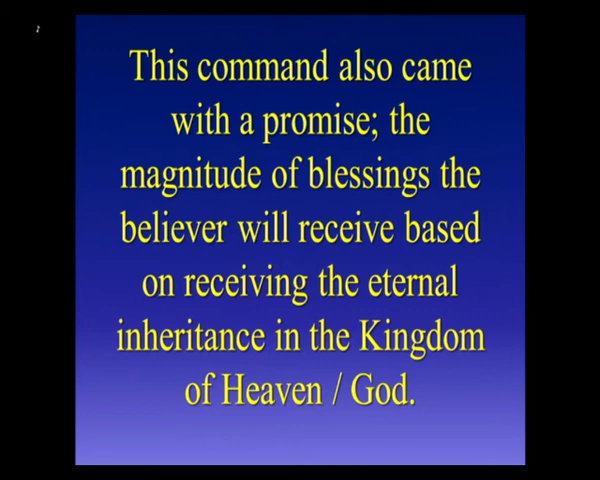 This command also came
with a promise; the
magnitude of blessings the
believer will receive based
on receiving the eternal
inheritance in the Kingdom
of Heaven / God.